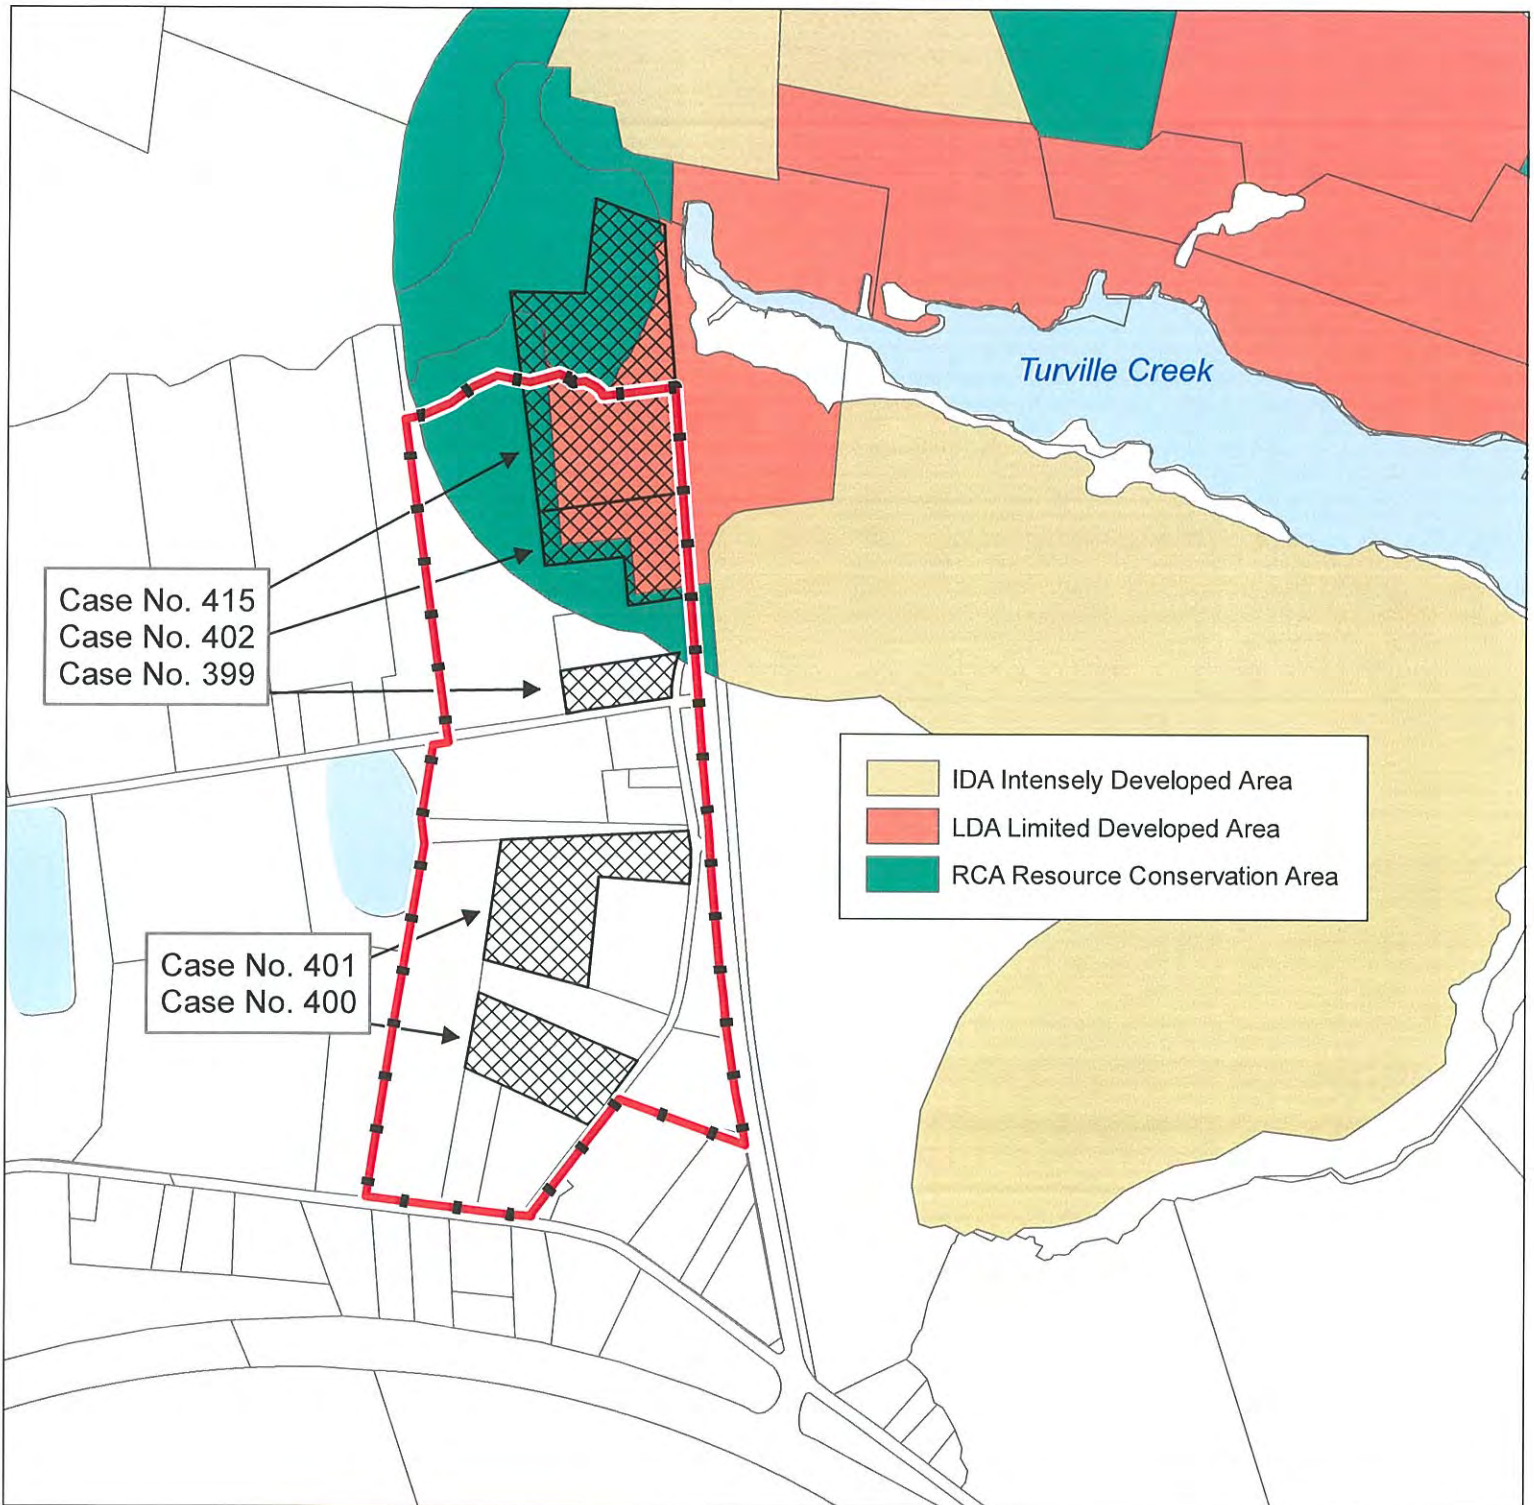 Turville Creek
Case No. 415
Case No. 402
Case No. 399
IDA Intensely Developed Area
LDA Limited Developed Area
RCA Resource Conservation Area
Case No. 401
Case No. 400